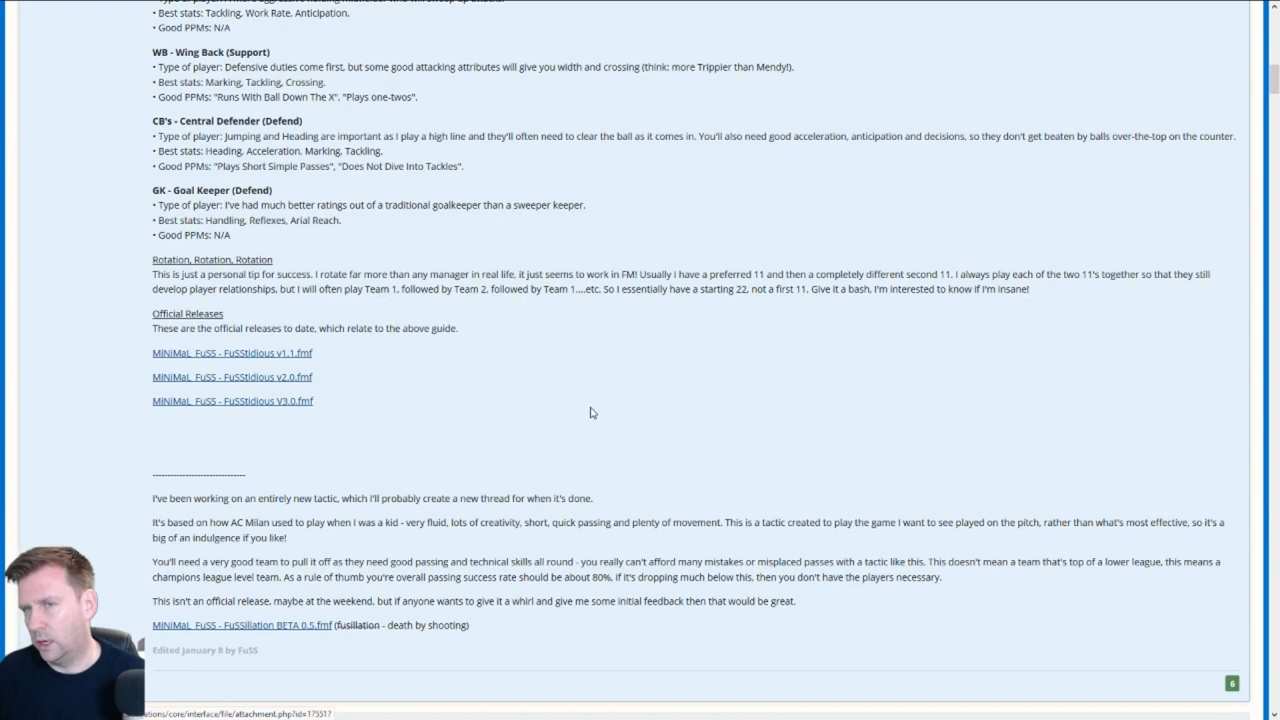 • Best stats: Tackling, Work Rate, Anticipation.
• Good PPMs: N/A
WB - Wing Back (Support)
• Type of player: Defensive duties come first, but some good attacking attributes will give you width and crossing (think: more Trippier than Mendy!).
• Best stats: Marking, Tackling, Crossing.
• Good PPMs: "Runs With Ball Down The X", "Plays one-twos".
CB's - Central Defender (Defend)
• Type of player: Jumping and Heading are important as I play a high line and they'll often need to clear the ball as it comes in. You'll also need good acceleration, anticipation and decisions, so they don't get beaten by balls over-the-top on the counter.
• Best stats: Heading, Acceleration, Marking, Tackling.
• Good PPMs: "Plays Short Simple Passes", "Does Not Dive Into Tackles".
GK - Goal Keeper (Defend)
• Type of player: I've had much better ratings out of a traditional goalkeeper than a sweeper keeper.
• Best stats: Handling, Reflexes, Arial Reach.
• Good PPMs: N/A
Rotation, Rotation, Rotation
This is just a personal tip for success. I rotate far more than any manager in real life, it just seems to work in FM! Usually I have a preferred 11 and then a completely different second 11. I always play each of the two 11's together so that they still
develop player relationships, but I will often play Team 1, followed by Team 2, followed by Team 1....etc. So I essentially have a starting 22, not a first 11. Give it a bash, I'm interested to know if I'm insane!
Official Releases
These are the official releases to date, which relate to the above guide.
MiNiMaL FuSS - FuSStidious v1.1.fmf
MiNiMaL FuSS - FuSStidious v2.0.fmf
MiNiMaL FuSS - FuSStidious V3.0.fmf
-------------------------------
I've been working on an entirely new tactic, which I'll probably create a new thread for when it's done.
It's based on how AC Milan used to play when I was a kid - very fluid, lots of creativity, short, quick passing and plenty of movement. This is a tactic created to play the game I want to see played on the pitch, rather than what's most effective, so it's a
big of an indulgence if you like!
You'll need a very good team to pull it off as they need good passing and technical skills all round - you really can't afford many mistakes or misplaced passes with a tactic like this. This doesn't mean a team that's top of a lower league, this means a
champions league level team. As a rule of thumb you're overall passing success rate should be about 80%, if it's dropping much below this, then you don't have the players necessary.
This isn't an official release, maybe at the weekend, but if anyone wants to give it a whirl and give me some initial feedback then that would be great.
MiNiMaL FuSS - FuSSillation BETA 0.5.fmf (fusillation - death by shooting)
Edited January 8 by FuSS
6
ations/core/interface/file/attachment.php?id=175517